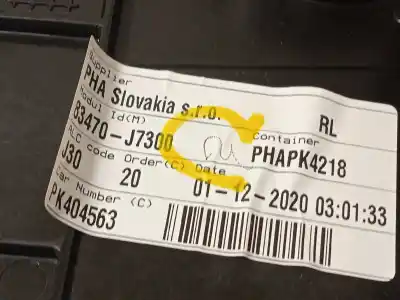 Supplier
PHA Slovakia s.r.o.
RL
Modul Id(M)
83470-J7300
Container
PHAPK4218
ALC code
Order(C)
Date
J30
20
01-12-2020 03:01:33
Car Number (C)
PK404563